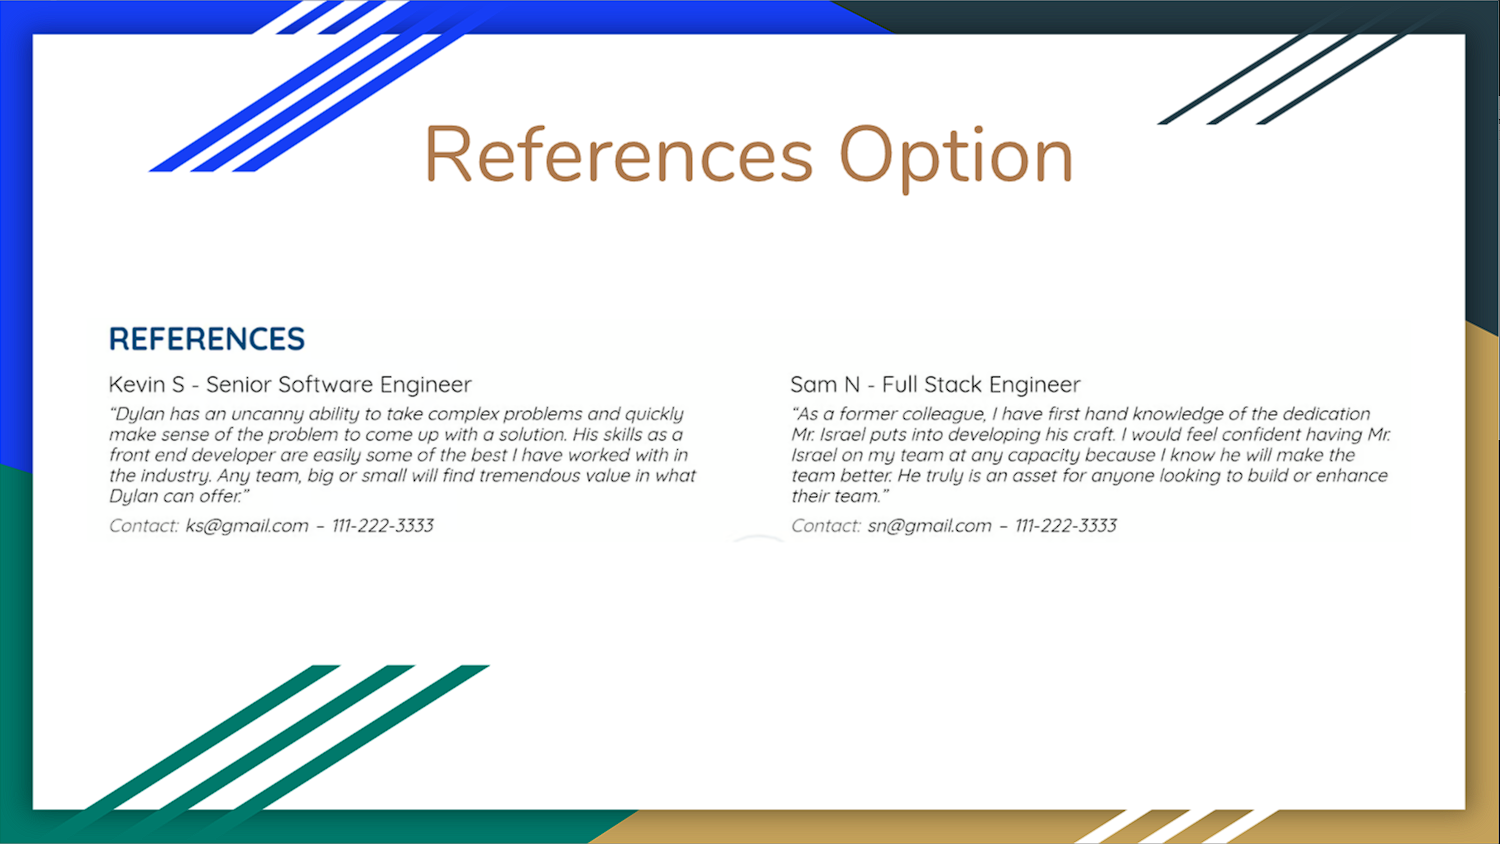 References Option
REFERENCES
Kevin S - Senior Software Engineer
“Dylan has an uncanny ability to take complex problems and quickly
make sense of the problem to come up with a solution. His skills as a
front end developer are easily some of the best I have worked with in
the industry. Any team, big or small will find tremendous value in what
Dylan can offer.”
Contact: ks@gmail.com – 111-222-3333
Sam N - Full Stack Engineer
“As a former colleague, I have first hand knowledge of the dedication
Mr. Israel puts into developing his craft. I would feel confident having Mr.
Israel on my team at any capacity because I know he will make the
team better. He truly is an asset for anyone looking to build or enhance
their team.”
Contact: sn@gmail.com – 111-222-3333